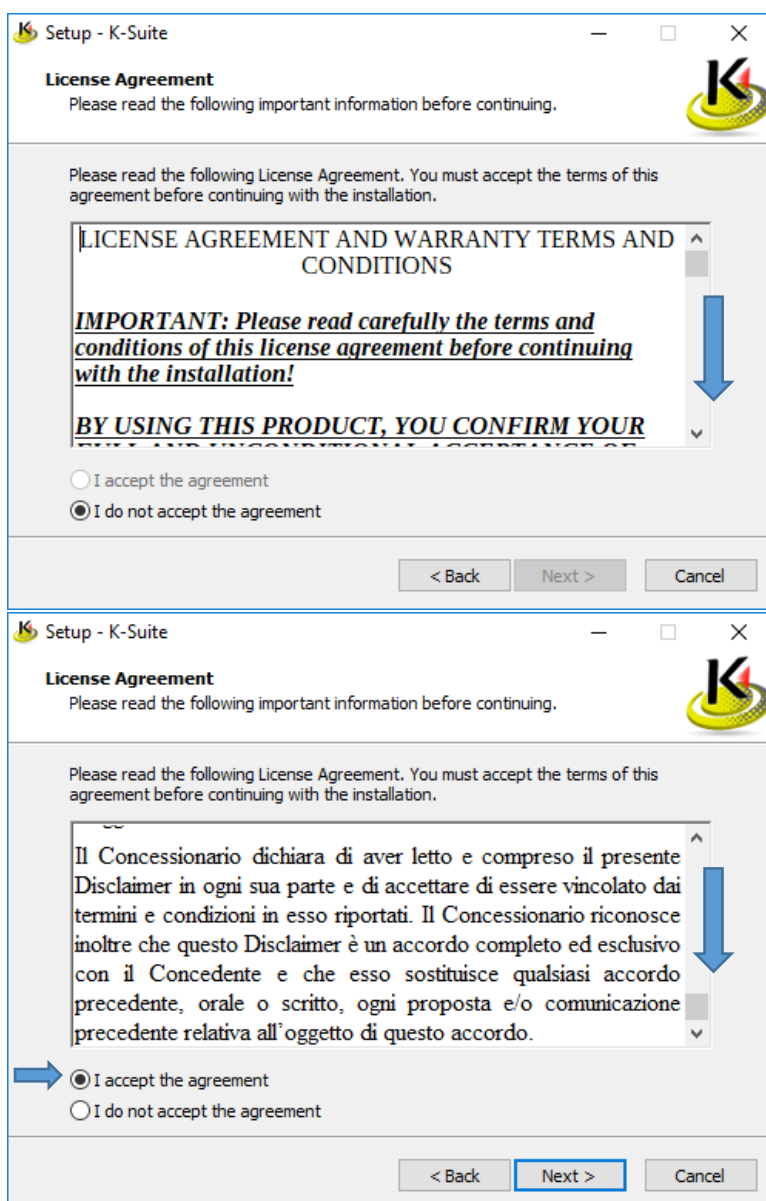 Setup - K-Suite
License Agreement
Please read the following important information before continuing.
K
Please read the following License Agreement. You must accept the terms of this
agreement before continuing with the installation.
LICENSE AGREEMENT AND WARRANTY TERMS AND
CONDITIONS
IMPORTANT: Please read carefully the terms and
conditions of this license agreement before continuing
with the installation!
BY USING THIS PRODUCT, YOU CONFIRM YOUR
FULL AND UNCONDITIONAL ACCEPTANCE OF
I accept the agreement
I do not accept the agreement
< Back Next > Cancel
Setup - K-Suite
License Agreement
Please read the following important information before continuing.
K
Please read the following License Agreement. You must accept the terms of this
agreement before continuing with the installation.
Il Concessionario dichiara di aver letto e compreso il presente
Disclaimer in ogni sua parte e di accettare di essere vincolato dai
termini e condizioni in esso riportati. Il Concessionario riconosce
inoltre che questo Disclaimer è un accordo completo ed esclusivo
con il Concedente e che esso sostituisce qualsiasi accordo
precedente, orale o scritto, ogni proposta e/o comunicazione
precedente relativa all'oggetto di questo accordo.
I accept the agreement
I do not accept the agreement
< Back Next > Cancel